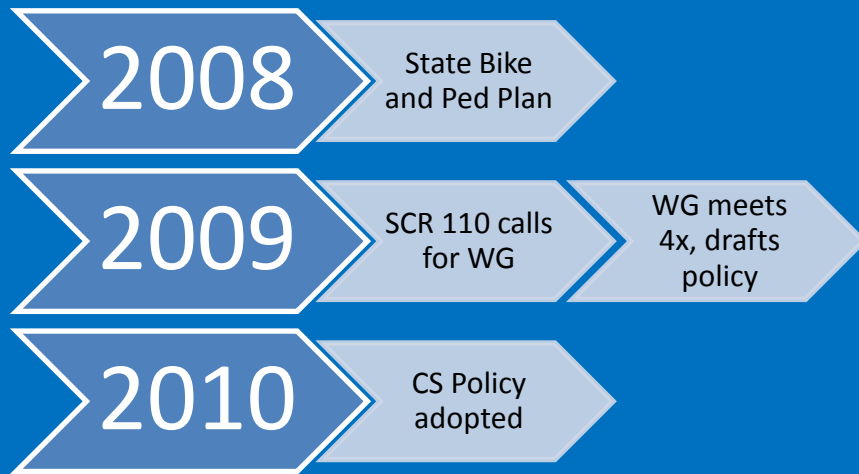 2008
State Bike
and Ped Plan
2009
SCR 110 calls
for WG
WG meets
4x, drafts
policy
2010
CS Policy
adopted